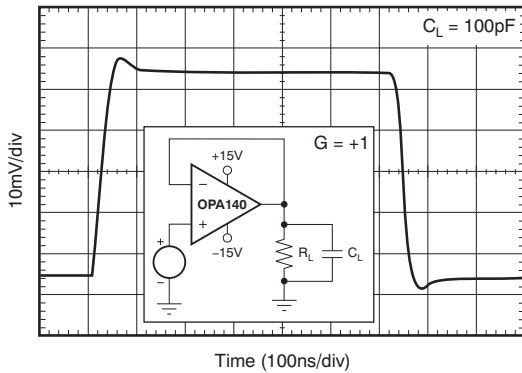 C_L = 100pF
10mV/div
G = +1
+15V
−
OPA140
+
+
−
−15V
R_L
C_L
Time (100ns/div)